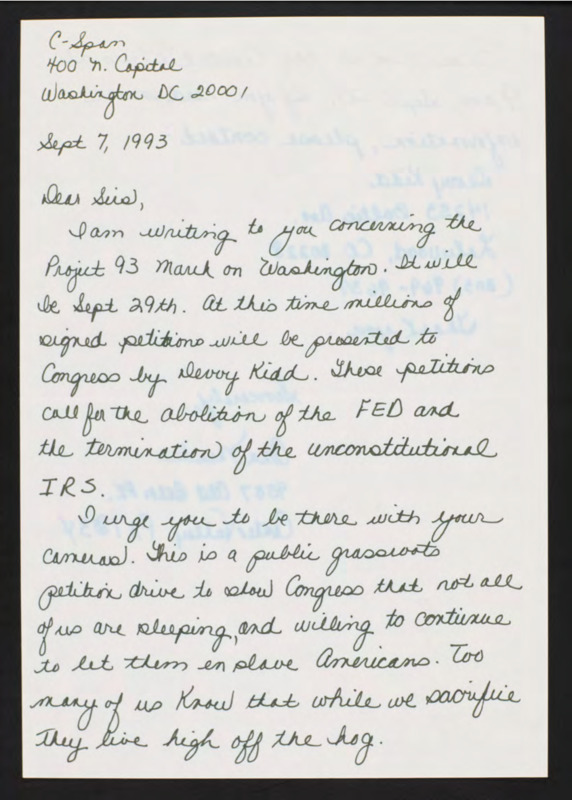 C-Span
400 N. Capital
Washington DC 20001
Sept 7, 1993
Dear Sirs,
I am writing to you concerning the
Project 93 March on Washington. It will
be Sept 29th. At this time millions of
signed petitions will be presented to
Congress by Devvy Kidd. These petitions
call for the abolition of the FED and
the termination of the unconstitutional
IRS.
I urge you to be there with your
cameras. This is a public grassroots
petition drive to show Congress that not all
of us are sleeping, and willing to continue
to let them enslave Americans. Too
many of us know that while we sacrifice
they live high off the hog.